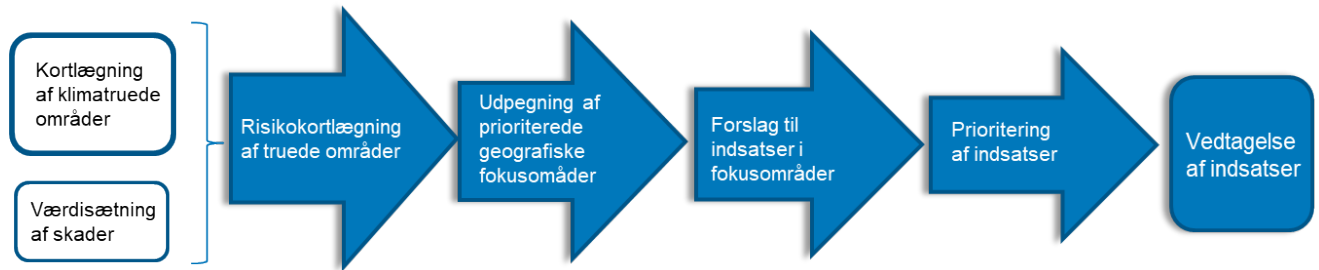 Kortlægning
af klimatruede
områder
Værdisætning
af skader
Risikokortlægning
af truede områder
Udpegning af
prioriterede
geografiske
fokusomåder
Forslag til
indsatser i
fokusområder
Prioritering
af indsatser
Vedtagelse
af indsatser